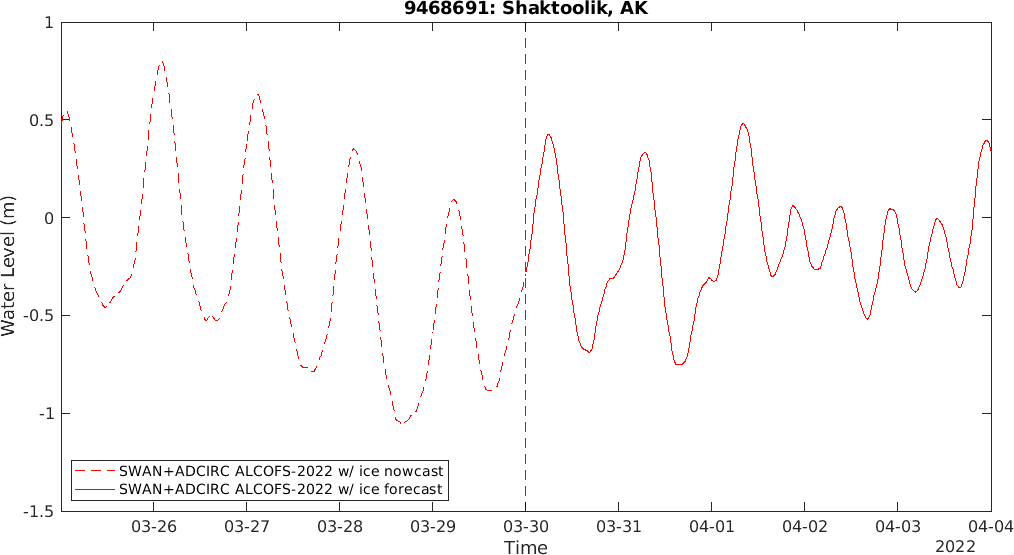 9468691: Shaktoolik, AK
Water Level (m)
1
0.5
0
-0.5
-1
-1.5
SWAN+ADCIRC ALCOFS-2022 w/ ice nowcast
SWAN+ADCIRC ALCOFS-2022 w/ ice forecast
03-26 03-27 03-28 03-29 03-30 03-31 04-01 04-02 04-03 04-04
Time
2022